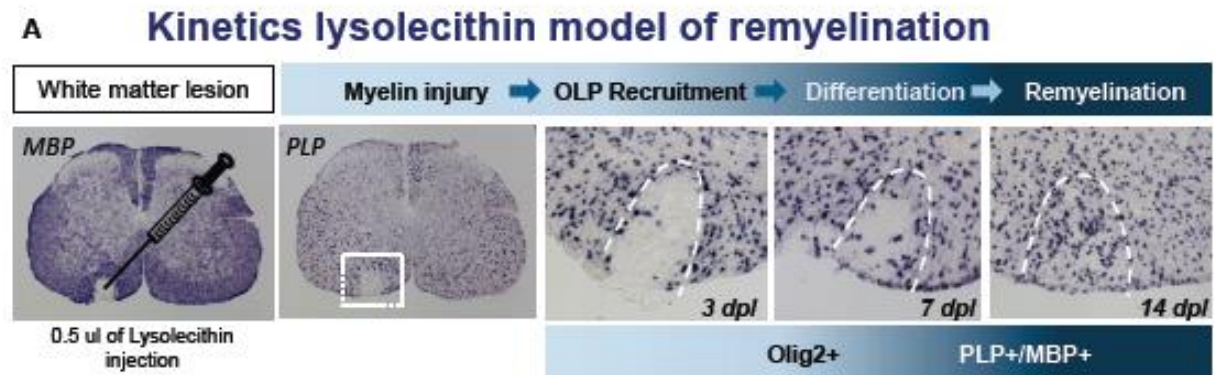 A
Kinetics lysolecithin model of remyelination
White matter lesion
Myelin injury
OLP Recruitment
Differentiation
Remyelination
MBP
PLP
3 dpl
7 dpl
14 dpl
0.5 ul of Lysolecithin
injection
Olig2+
PLP+/MBP+